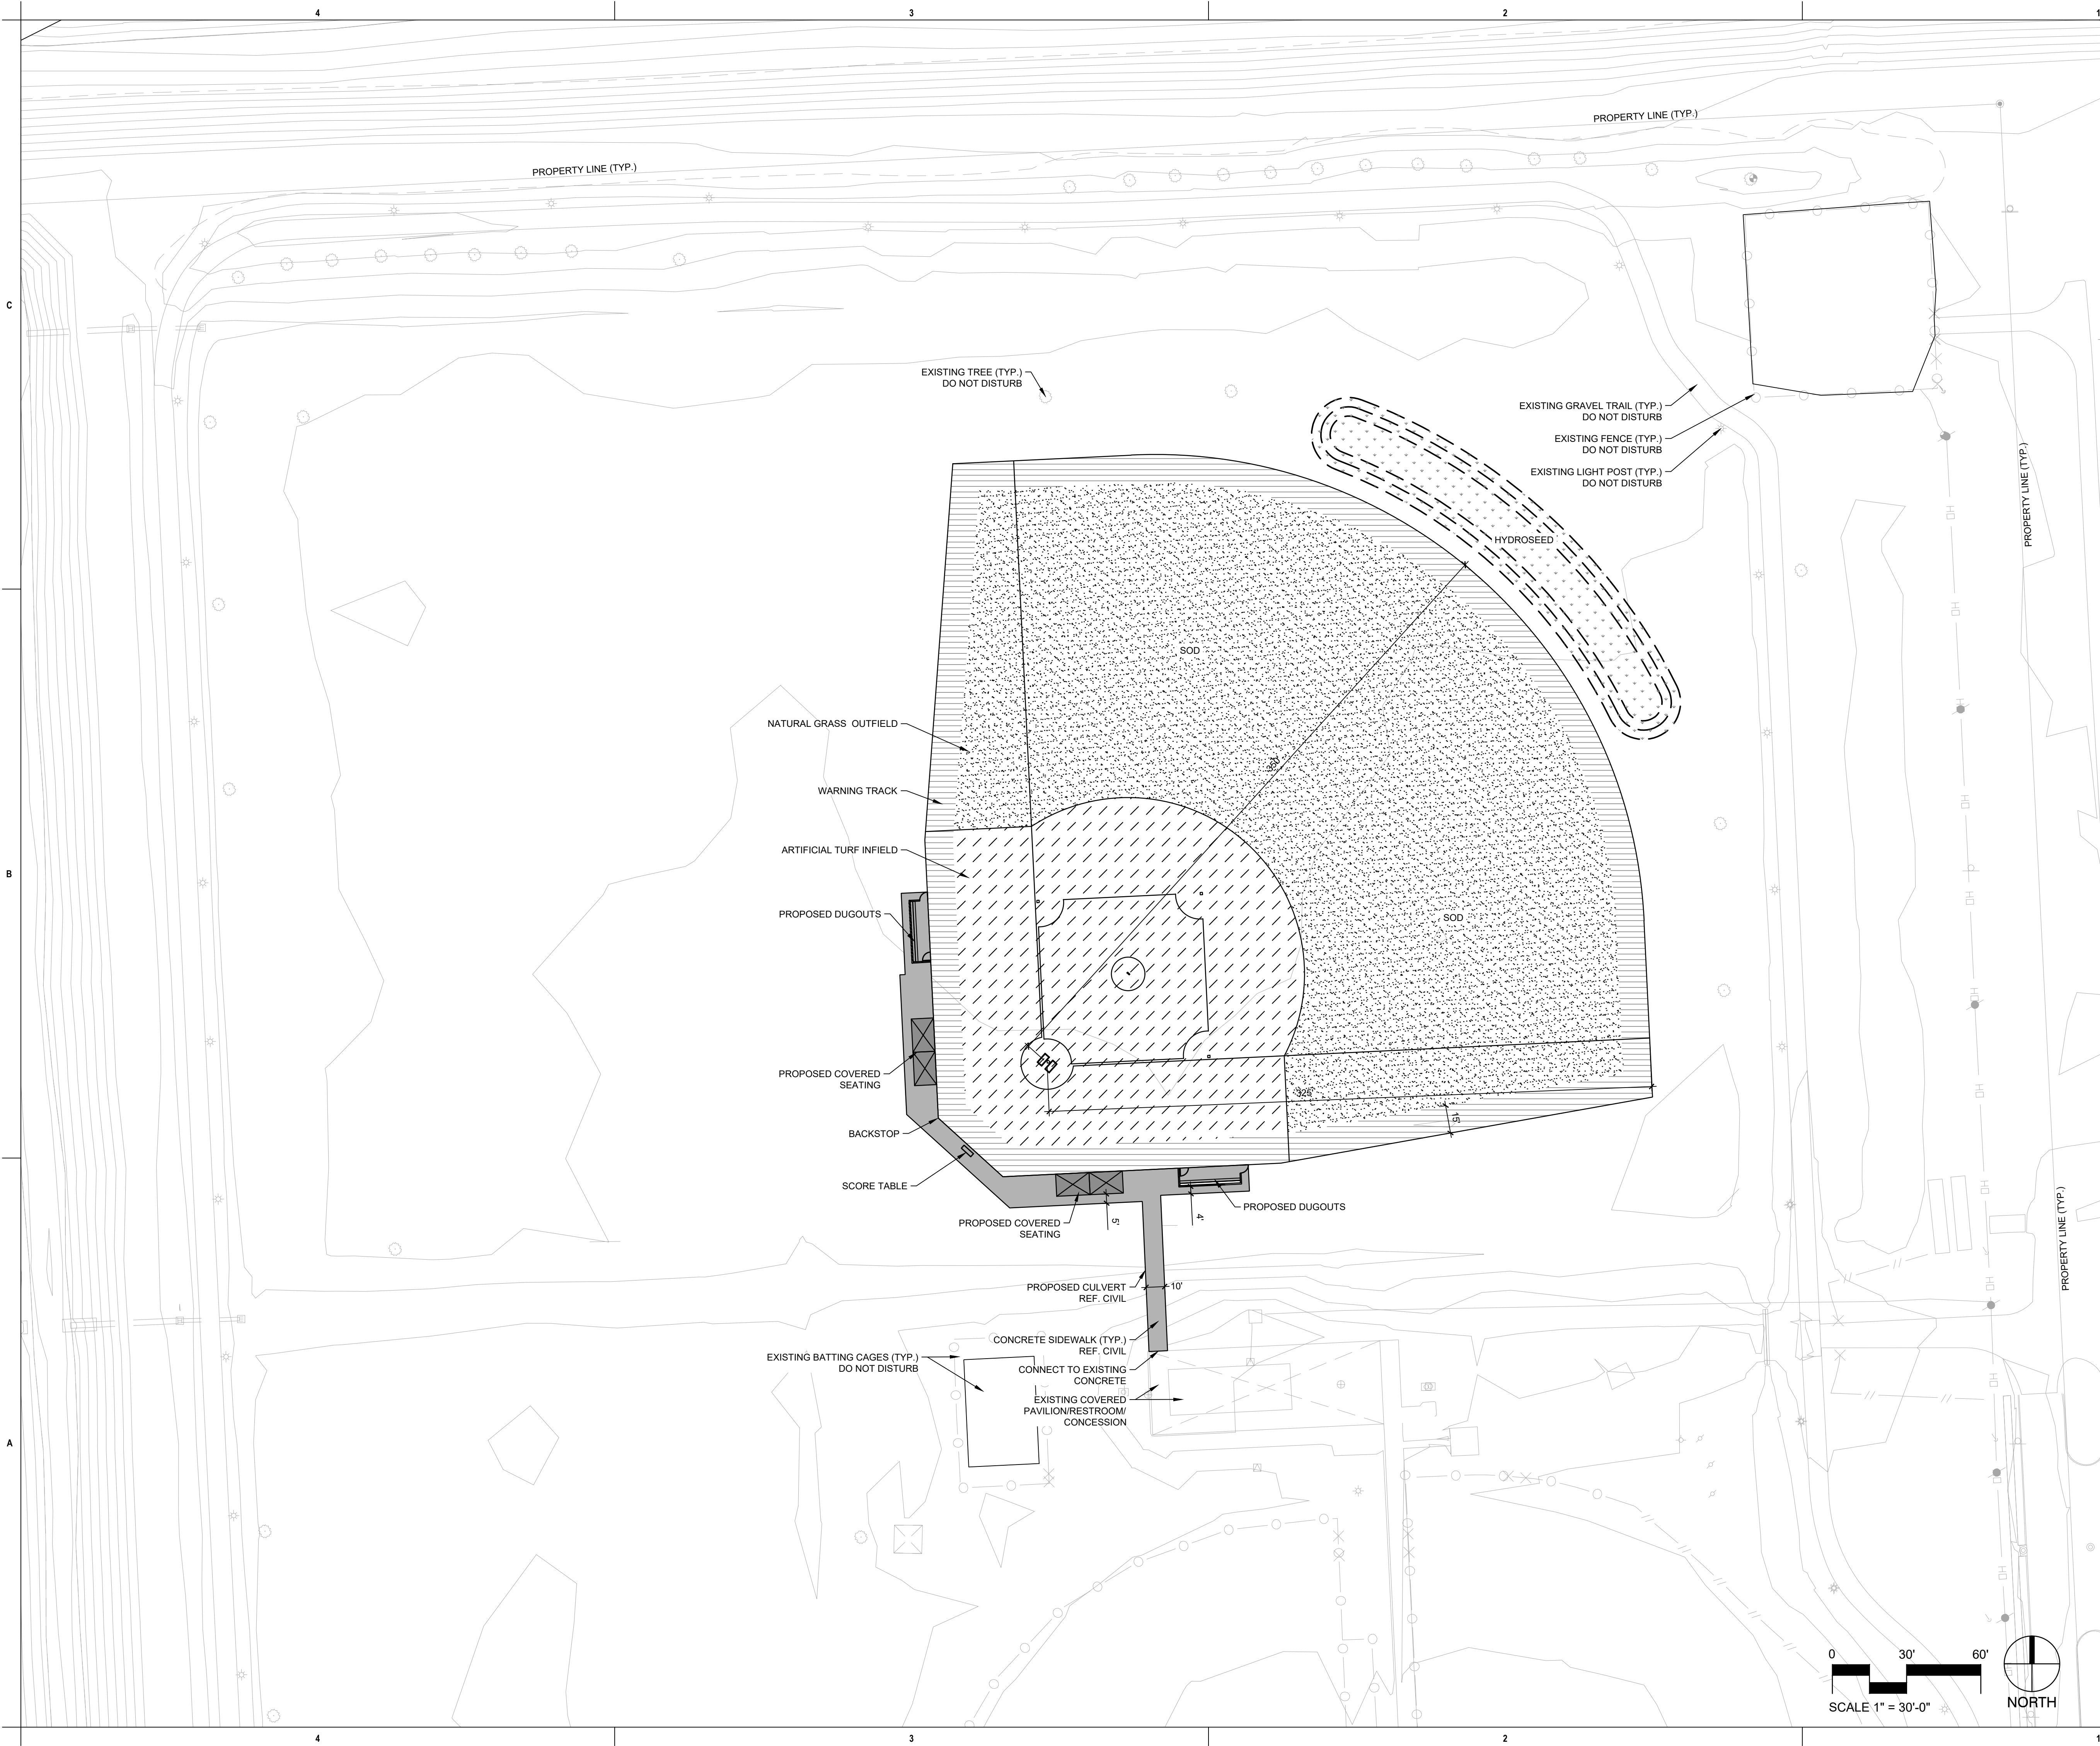 4
3
2
1
PROPERTY LINE (TYP.)
PROPERTY LINE (TYP.)
C
EXISTING TREE (TYP.)
DO NOT DISTURB
EXISTING GRAVEL TRAIL (TYP.)
DO NOT DISTURB
EXISTING FENCE (TYP.)
DO NOT DISTURB
EXISTING LIGHT POST (TYP.)
DO NOT DISTURB
PROPERTY LINE (TYP.)
HYDROSEED
SOD
NATURAL GRASS OUTFIELD
WARNING TRACK
ARTIFICIAL TURF INFIELD
B
PROPOSED DUGOUTS
SOD
PROPOSED COVERED
SEATING
325'
15'
BACKSTOP
SCORE TABLE
PROPOSED DUGOUTS
PROPOSED COVERED
SEATING
5'
4'
PROPERTY LINE (TYP.)
PROPOSED CULVERT
REF. CIVIL
10'
CONCRETE SIDEWALK (TYP.)
REF. CIVIL
EXISTING BATTING CAGES (TYP.)
DO NOT DISTURB
CONNECT TO EXISTING
CONCRETE
EXISTING COVERED
PAVILION/RESTROOM/
CONCESSION
A
0 30' 60'
SCALE 1" = 30'-0"
NORTH
4
3
2
1